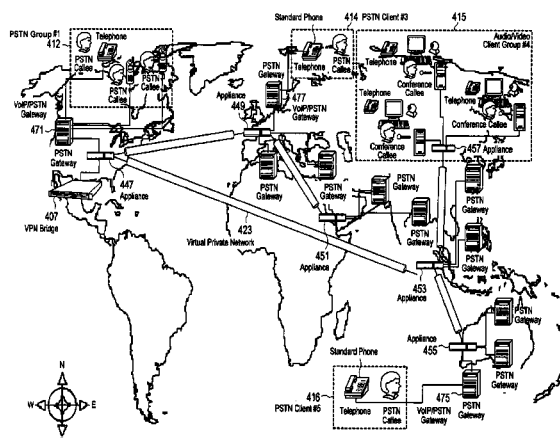 PSTN Group #1
412
Telephone
PSTN
Callee
PSTN
Callee
PSTN
Callee
PSTN
Callee
VoIP/PSTN
Gateway
471
447
Appliance
407
VPM Bridge
Standard Phone
Telephone
PSTN
Callee
414
PSTN Client #3
PSTN
Gateway
Appliance
449
477
VoIP/PSTN
Gateway
415
Audio/Video
Client Group #4
Telephone
Conference
Callee
Telephone
Telephone
Conference
Callee
Conference
Callee
457 Appliance
PSTN
Gateway
PSTN
Gateway
PSTN
Gateway
PSTN
Gateway
PSTN
Gateway
PSTN
Gateway
423
Virtual Private Network
451
Appliance
453
Appliance
Appliance
455
PSTN
Gateway
PSTN
Gateway
Standard Phone
416
PSTN Client #5
Telephone
PSTN
Callee
VoIP/PSTN
Gateway
475
PSTN
Gateway
N
W
E
S